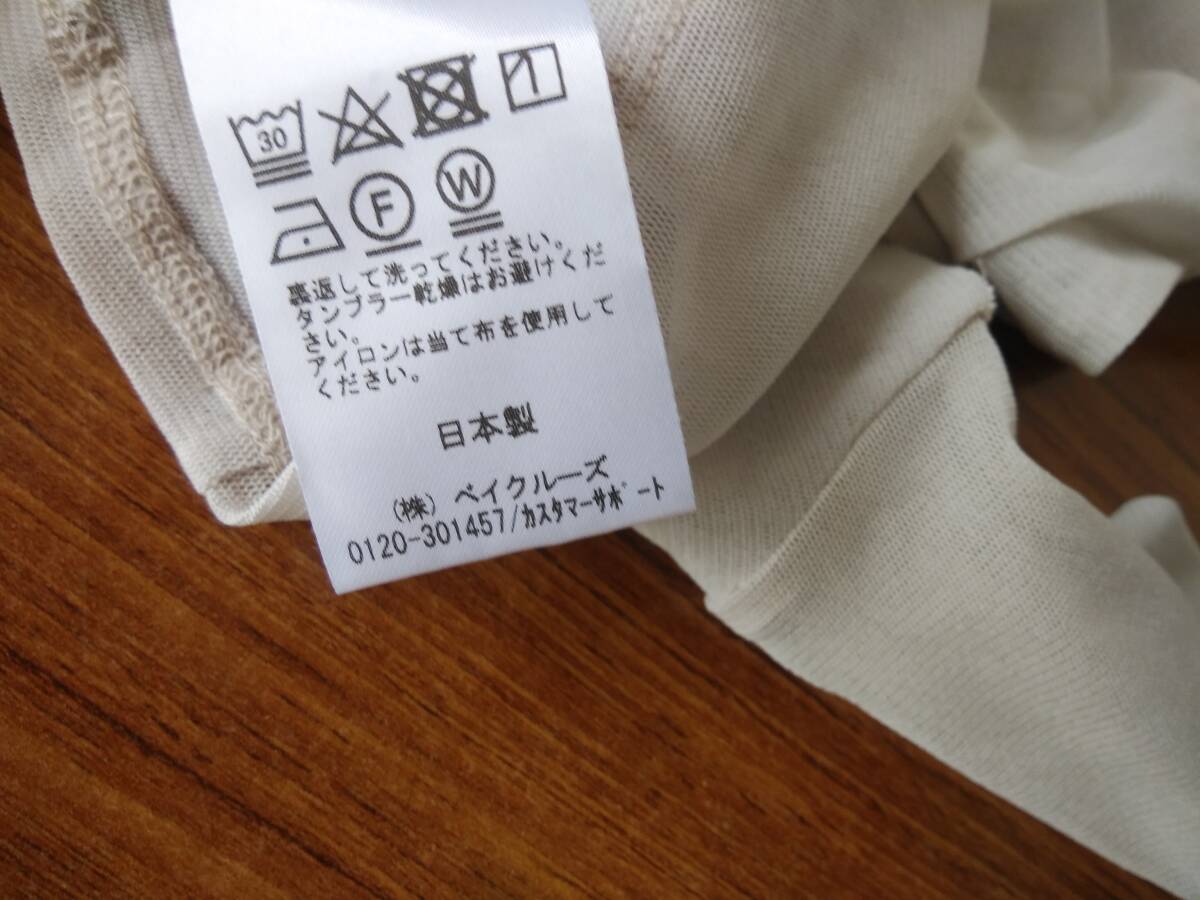 30
F W
裏返して洗ってください。
タンブラー乾燥はお避けくだ
さい。
アイロンは当て布を使用して
ください。
日本製
(株) ベイクルーズ
0120-301457/カスタマーサポート